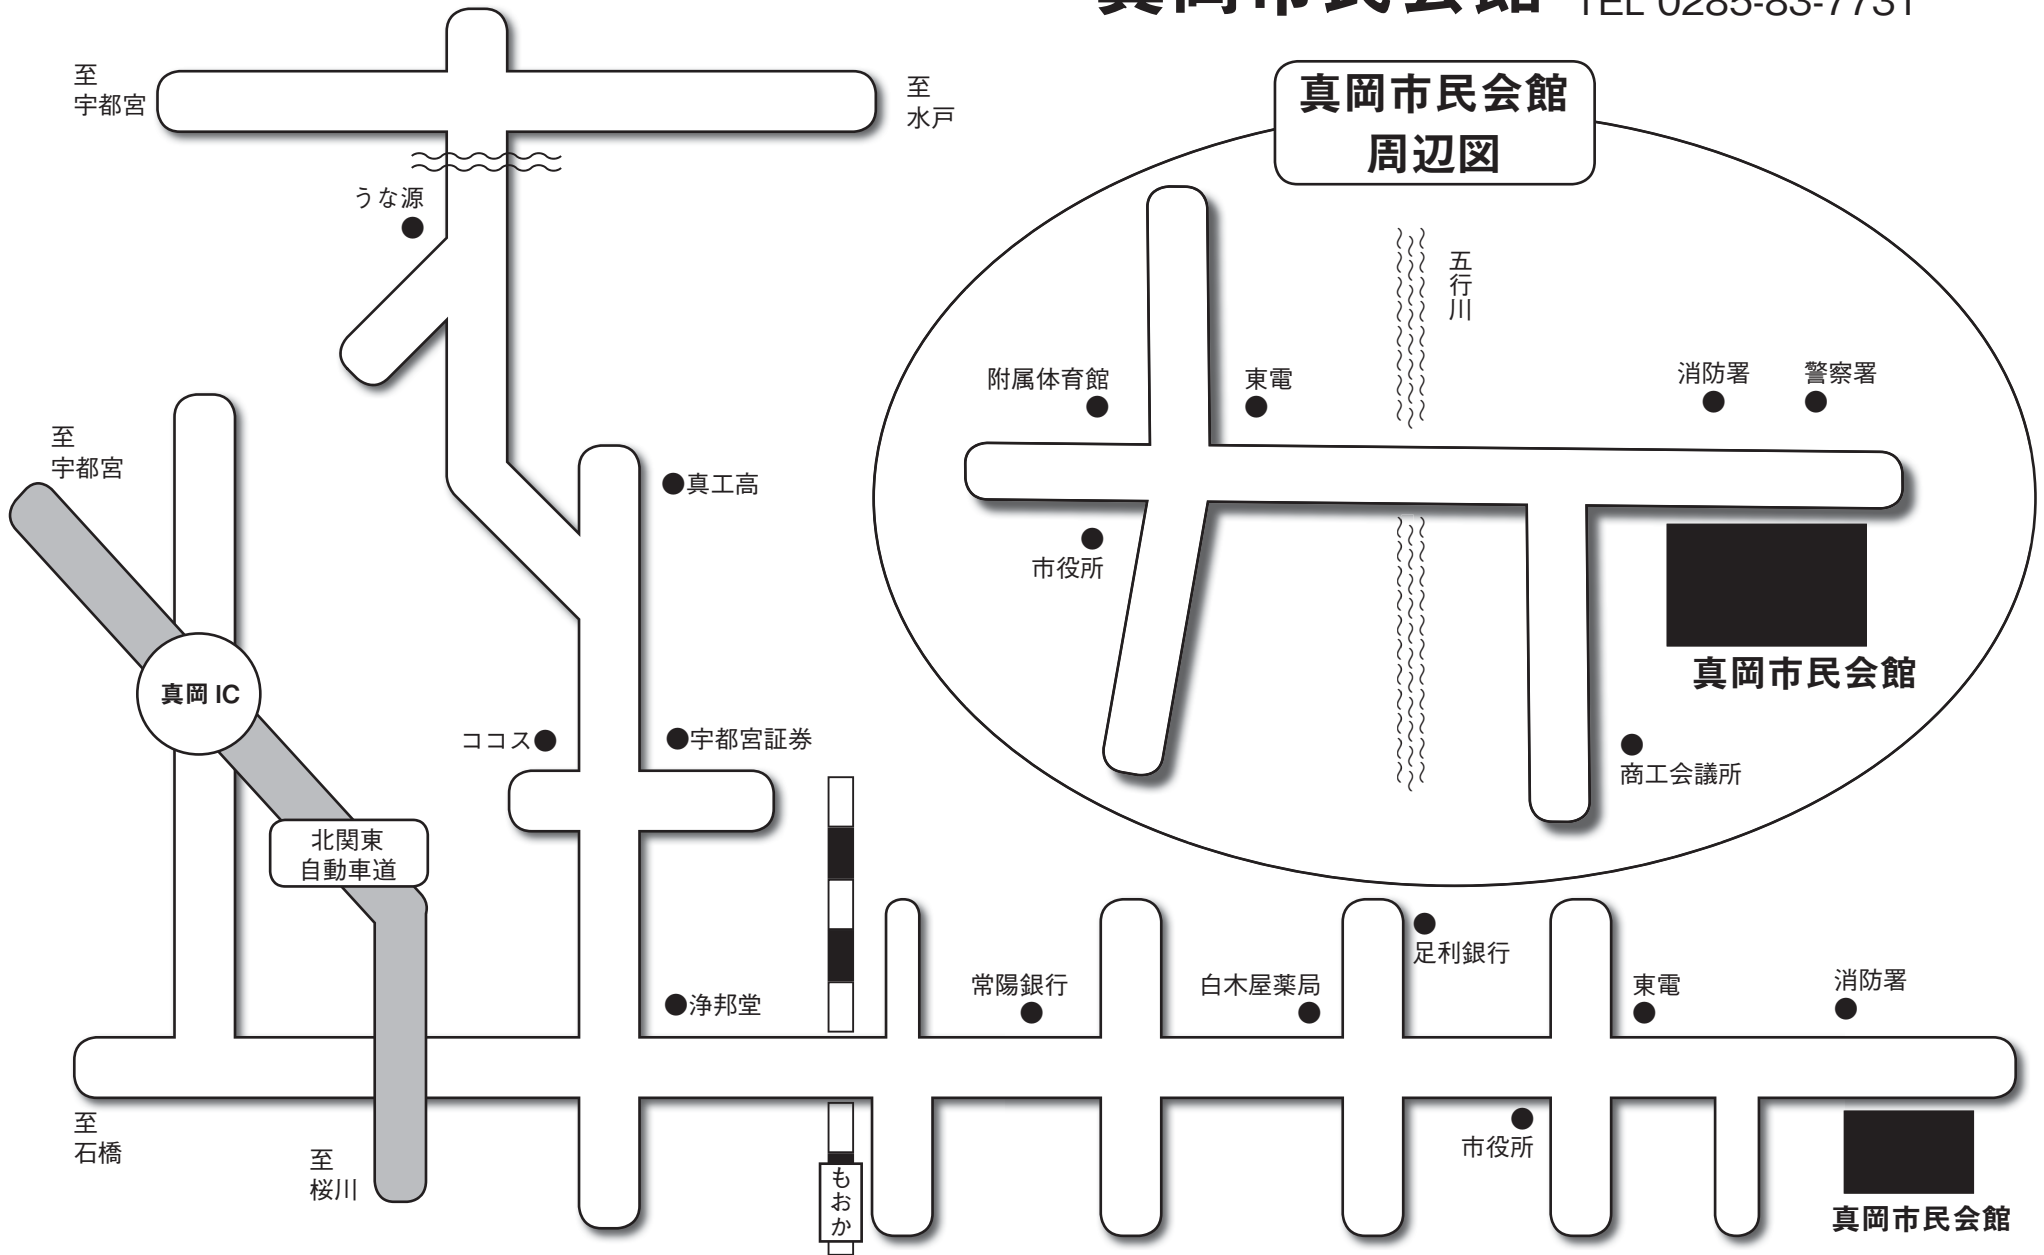 真岡市民会館 TEL 0285-83-7731
至
宇都宮
至
水戸
うな源
至
宇都宮
真工高
真岡 IC
ココス
宇都宮証券
北関東
自動車道
浄邦堂
至
石橋
至
桜川
もおか
常陽銀行
白木屋薬局
足利銀行
東電
消防署
市役所
真岡市民会館
真岡市民会館
周辺図
五行川
附属体育館
東電
消防署
警察署
市役所
真岡市民会館
商工会議所